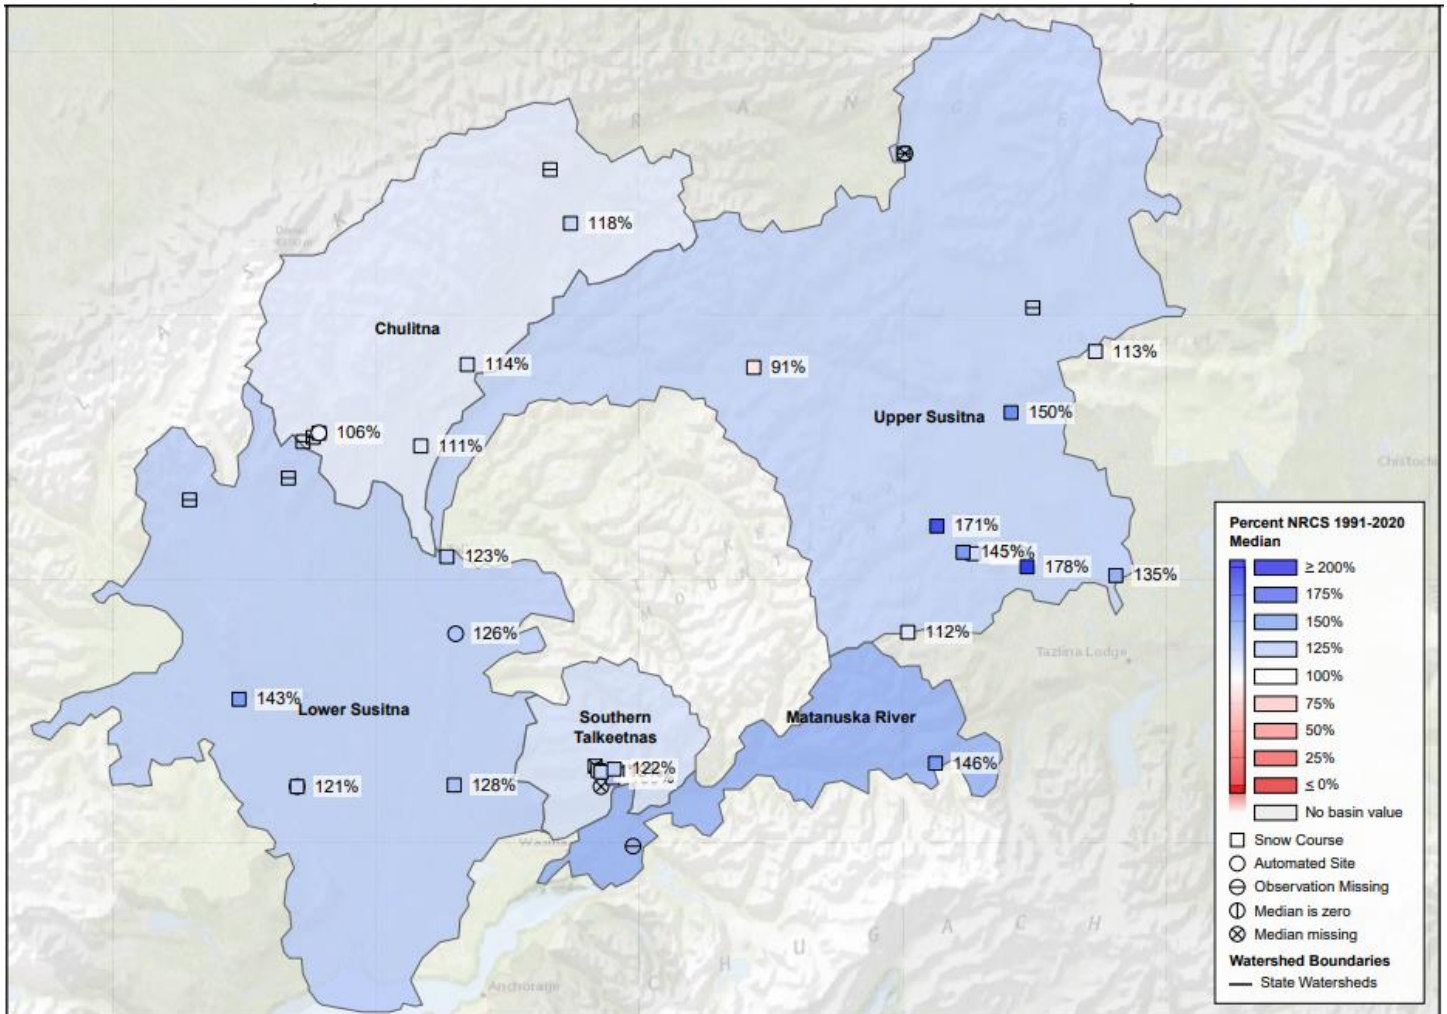 R A N G E
118%
Chulitna
114%
113%
91%
150%
Upper Susitna
106%
111%
Chistochi
171%
145%
178%
135%
123%
TALKEET
MOUNT
126%
112%
Tazlina Lodge
143%
Lower Susitna
Southern
Talkeetnas
Matanuska River
122%
146%
121%
128%
C H U G A C H
Anchorage
Percent NRCS 1991-2020
Median
≥ 200%
175%
150%
125%
100%
75%
50%
25%
≤ 0%
No basin value
Snow Course
Automated Site
Observation Missing
Median is zero
Median missing
Watershed Boundaries
State Watersheds